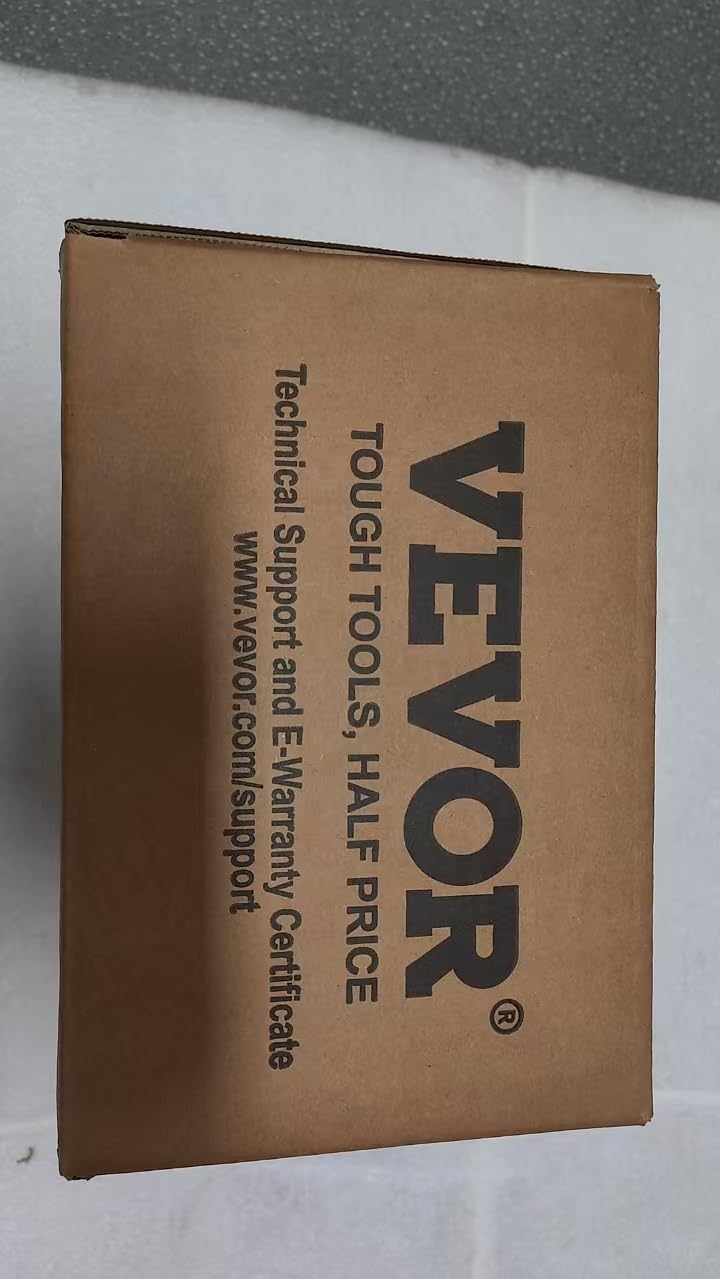 VEVOR®
TOUGH TOOLS, HALF PRICE
Technical Support and E-Warranty Certificate
www.vevor.com/support